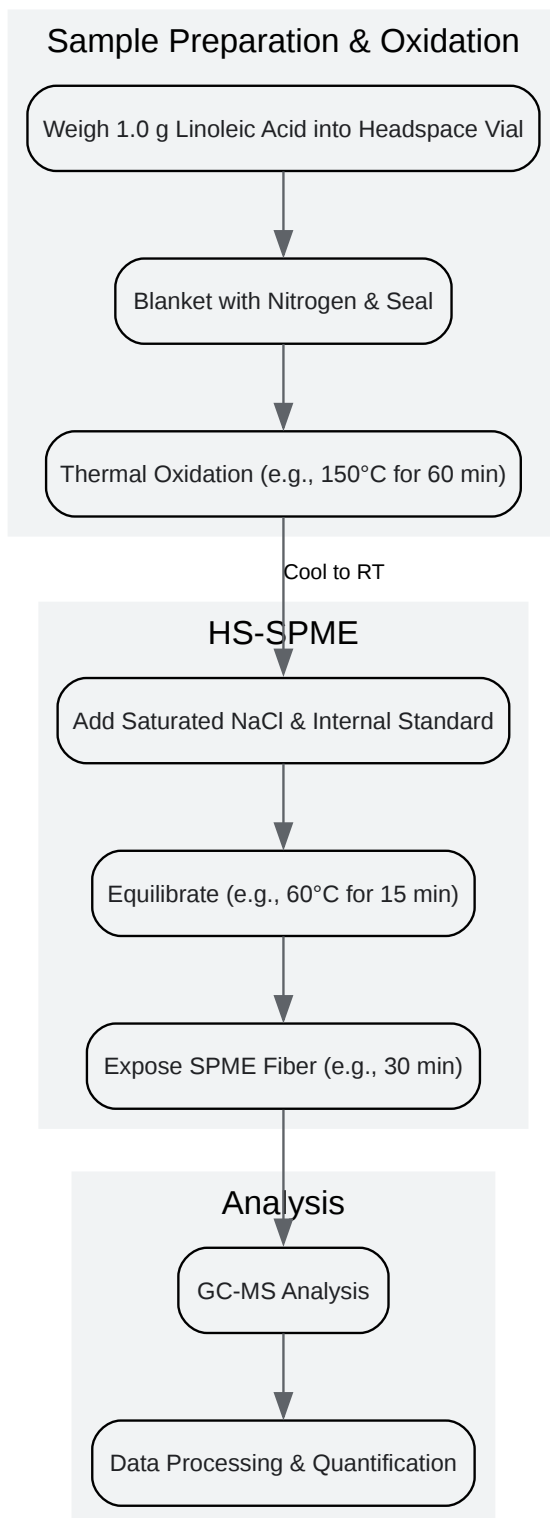 Sample Preparation & Oxidation
Weigh 1.0 g Linoleic Acid into Headspace Vial
Blanket with Nitrogen & Seal
Thermal Oxidation (e.g., 150°C for 60 min)
Cool to RT
HS-SPME
Add Saturated NaCl & Internal Standard
Equilibrate (e.g., 60°C for 15 min)
Expose SPME Fiber (e.g., 30 min)
Analysis
GC-MS Analysis
Data Processing & Quantification